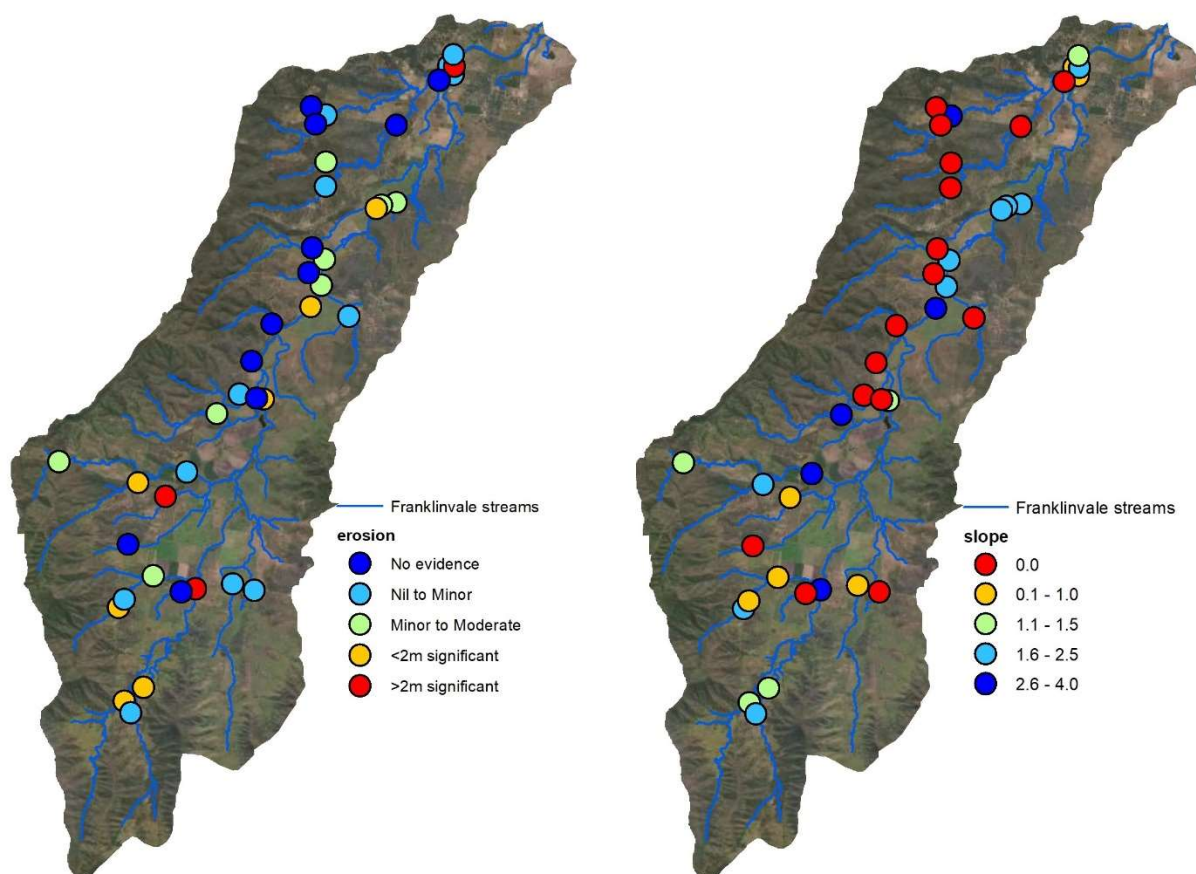 Franklinvale streams
erosion
No evidence
Nil to Minor
Minor to Moderate
<2m significant
>2m significant
Franklinvale streams
slope
0.0
0.1 - 1.0
1.1 - 1.5
1.6 - 2.5
2.6 - 4.0